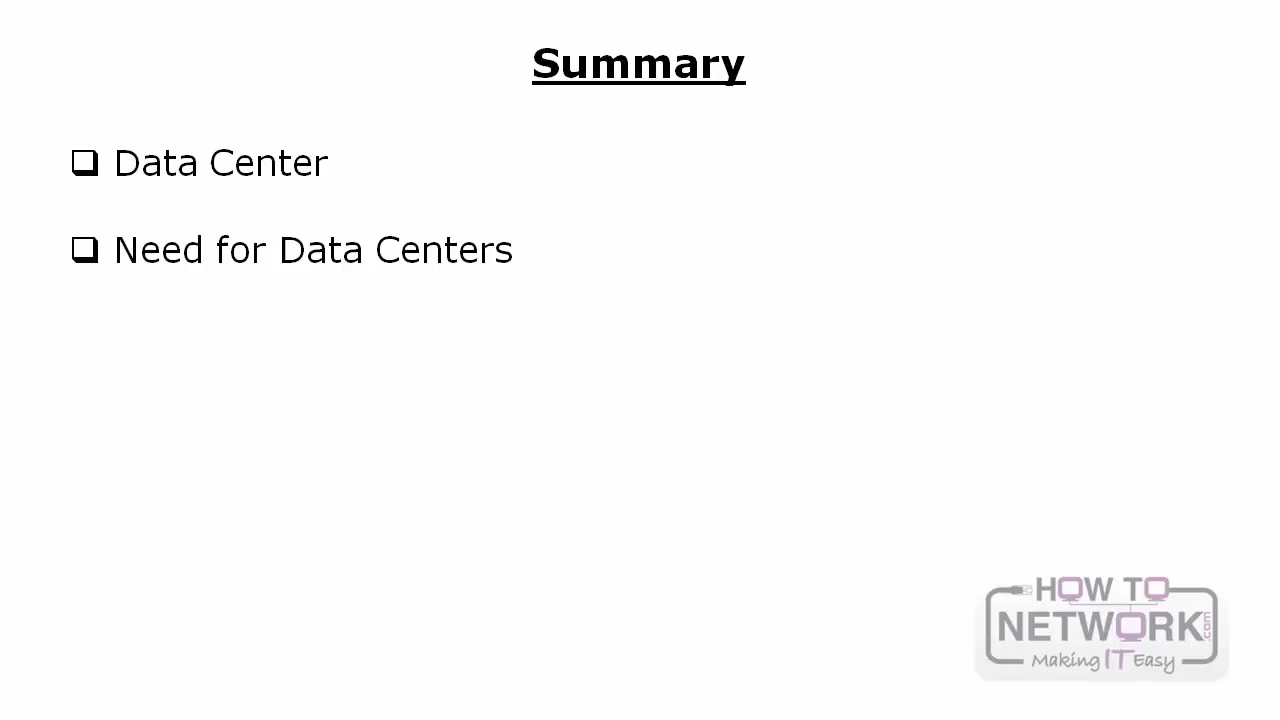 Summary
Data Center
Need for Data Centers
HOW TO
NETWORK.com
Making IT Easy